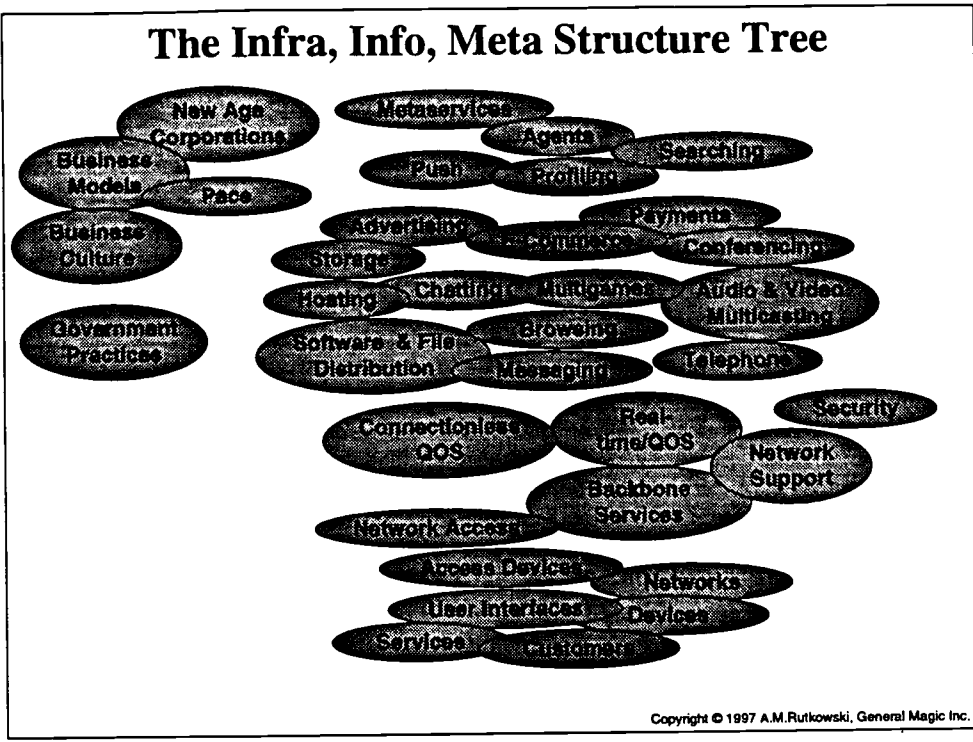 The Infra, Info, Meta Structure Tree
New Age
Corporations
Business
Models
Pace
Business
Culture
Government
Practices
Metaservices
Agents
Searching
Push
Profiling
Payments
Advertising
Commerce
Conferencing
Storage
Hosting
Chatting
Multigames
Audio & Video
Multicasting
Browsing
Software & File
Distribution
Messaging
Telephone
Connectionless
QOS
Real-
time/QOS
Security
Network
Support
Backbone
Services
Network Access
Access Devices
Networks
User Interfaces
Devices
Services
Customers
Copyright © 1997 A.M.Rutkowski, General Magic Inc.